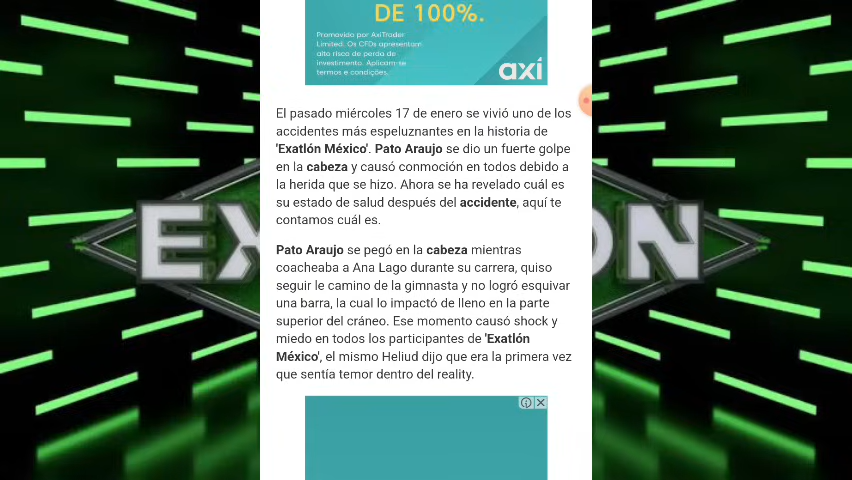 DE 100%.
Promovido por AxiTrader
Limited. Os CFDs apresentam
alto risco de perda de
investimento. Aplicam-se
termos e condições.
axi
El pasado miércoles 17 de enero se vivió uno de los
accidentes más espeluznantes en la historia de
'Exatlón México'. Pato Araujo se dio un fuerte golpe
en la cabeza y causó conmoción en todos debido a
la herida que se hizo. Ahora se ha revelado cuál es
su estado de salud después del accidente, aquí te
contamos cuál es.
EX
ON
Pato Araujo se pegó en la cabeza mientras
coacheaba a Ana Lago durante su carrera, quiso
seguir le camino de la gimnasta y no logró esquivar
una barra, la cual lo impactó de lleno en la parte
superior del cráneo. Ese momento causó shock y
miedo en todos los participantes de 'Exatlón
México', el mismo Heliud dijo que era la primera vez
que sentía temor dentro del reality.